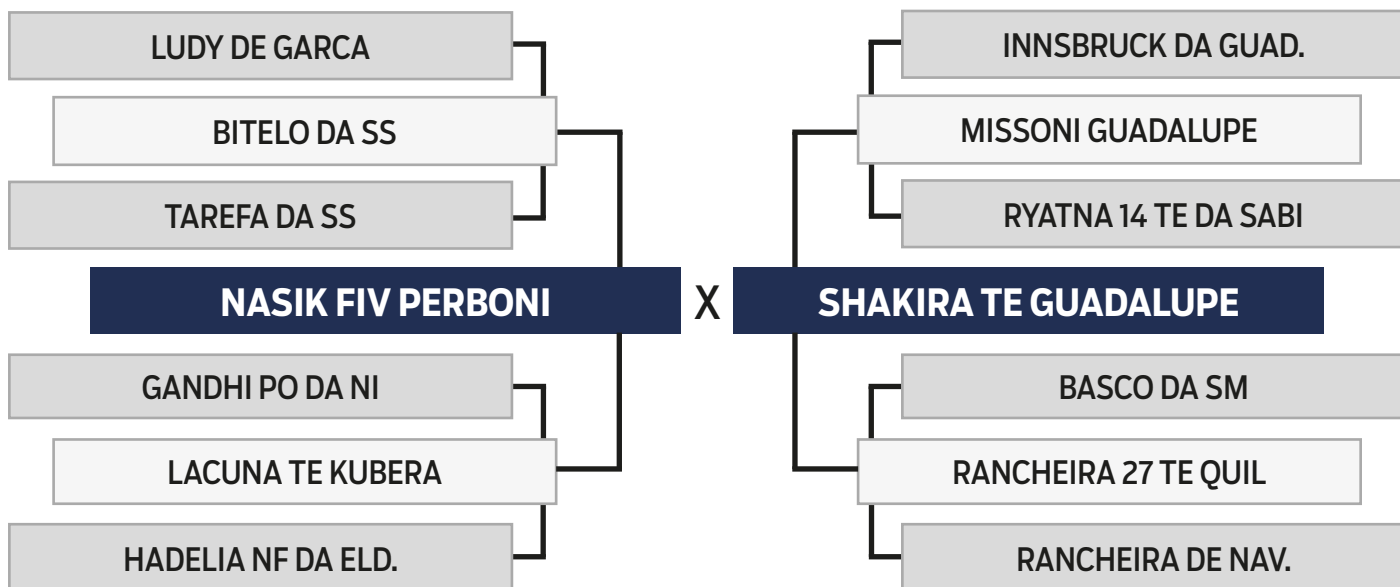 LUDY DE GARCA
BITELO DA SS
TAREFA DA SS
NASIK FIV PERBONI
GANDHI PO DA NI
LACUNA TE KUBERA
HADELIA NF DA ELD.
X
INNSBRUCK DA GUAD.
MISSONI GUADALUPE
RYATNA 14 TE DA SABI
SHAKIRA TE GUADALUPE
BASCO DA SM
RANCHEIRA 27 TE QUIL
RANCHEIRA DE NAV.